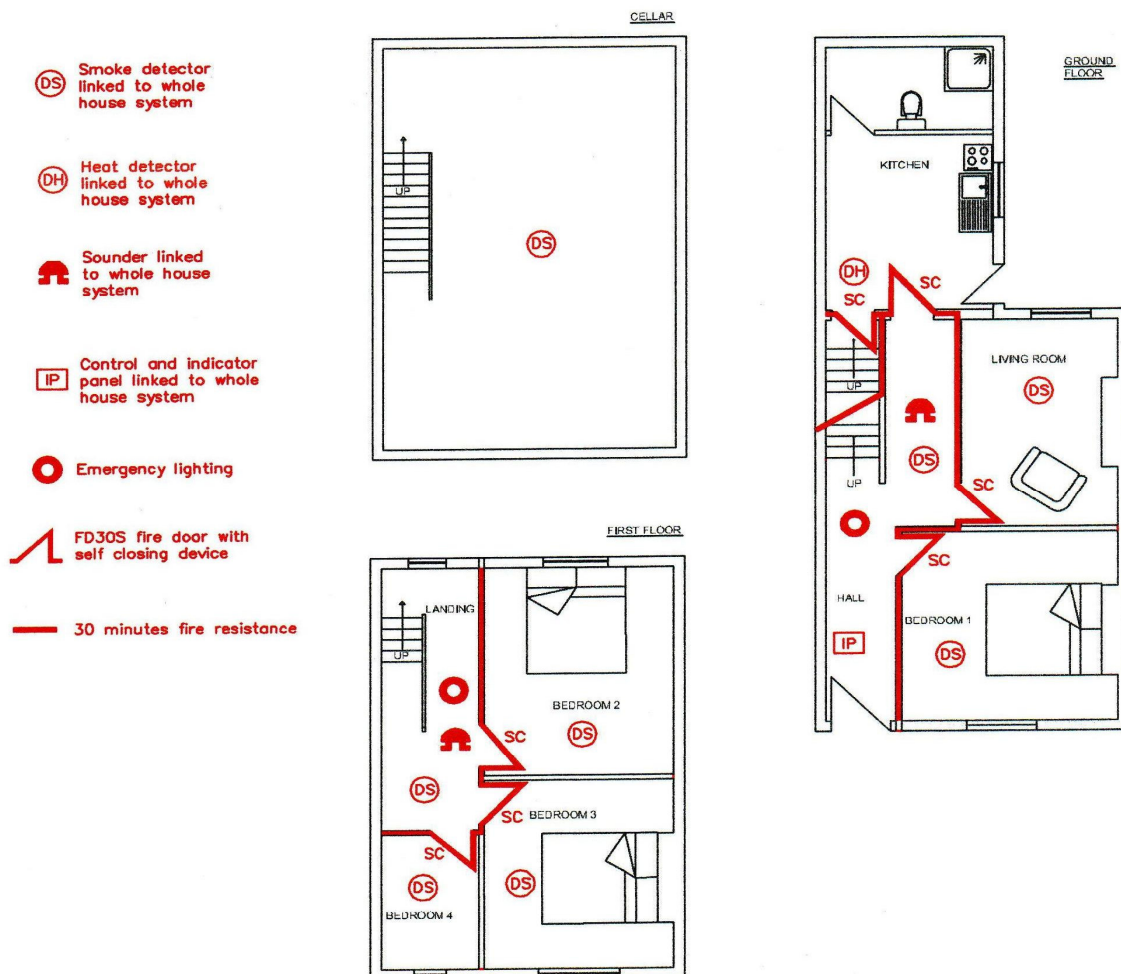 DS
Smoke detector
linked to whole
house system
DH
Heat detector
linked to whole
house system
Sounder linked
to whole house
system
IP
Control and indicator
panel linked to whole
house system
Emergency lighting
FD30S fire door with
self closing device
30 minutes fire resistance
CELLAR
UP
DS
FIRST FLOOR
LANDING
UP
BEDROOM 2
DS
SC
DS
SC
BEDROOM 3
SC
DS
BEDROOM 4
DS
GROUND
FLOOR
KITCHEN
DH
SC
SC
UP
LIVING ROOM
DS
DS
UP
SC
SC
HALL
BEDROOM 1
IP
DS